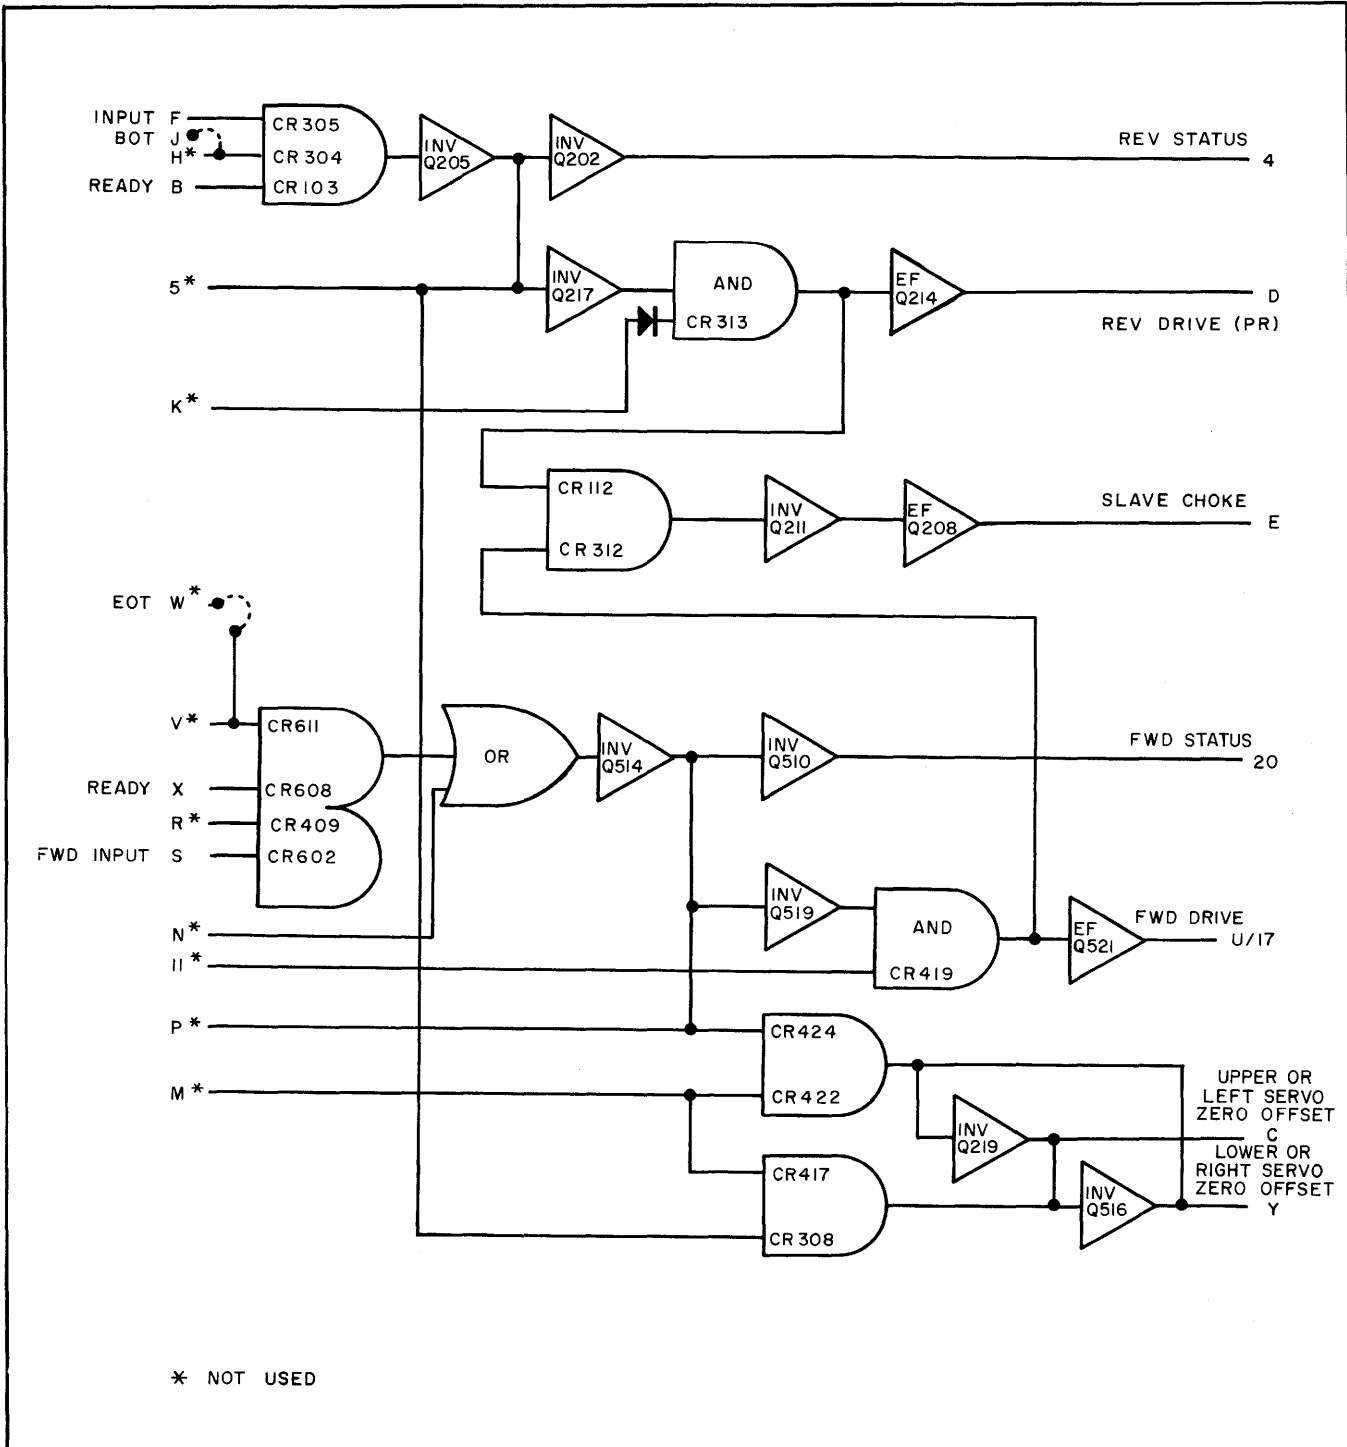 INPUT F
BOT J
H*
READY B
CR305
CR304
CR103
INV
Q205
INV
Q202
REV STATUS
4
5*
INV
Q217
AND
CR313
EF
Q214
D
REV DRIVE (PR)
K*
CR112
CR312
INV
Q211
EF
Q208
SLAVE CHOKE
E
EOT W*
V*
READY X
R*
FWD INPUT S
CR611
CR608
CR409
CR602
OR
INV
Q514
INV
Q510
FWD STATUS
20
N*
11*
INV
Q519
AND
CR419
EF
Q521
FWD DRIVE
U/17
P*
M*
CR424
CR422
INV
Q219
UPPER OR
LEFT SERVO
ZERO OFFSET
C
LOWER OR
RIGHT SERVO
ZERO OFFSET
Y
CR417
CR308
INV
Q516
* NOT USED